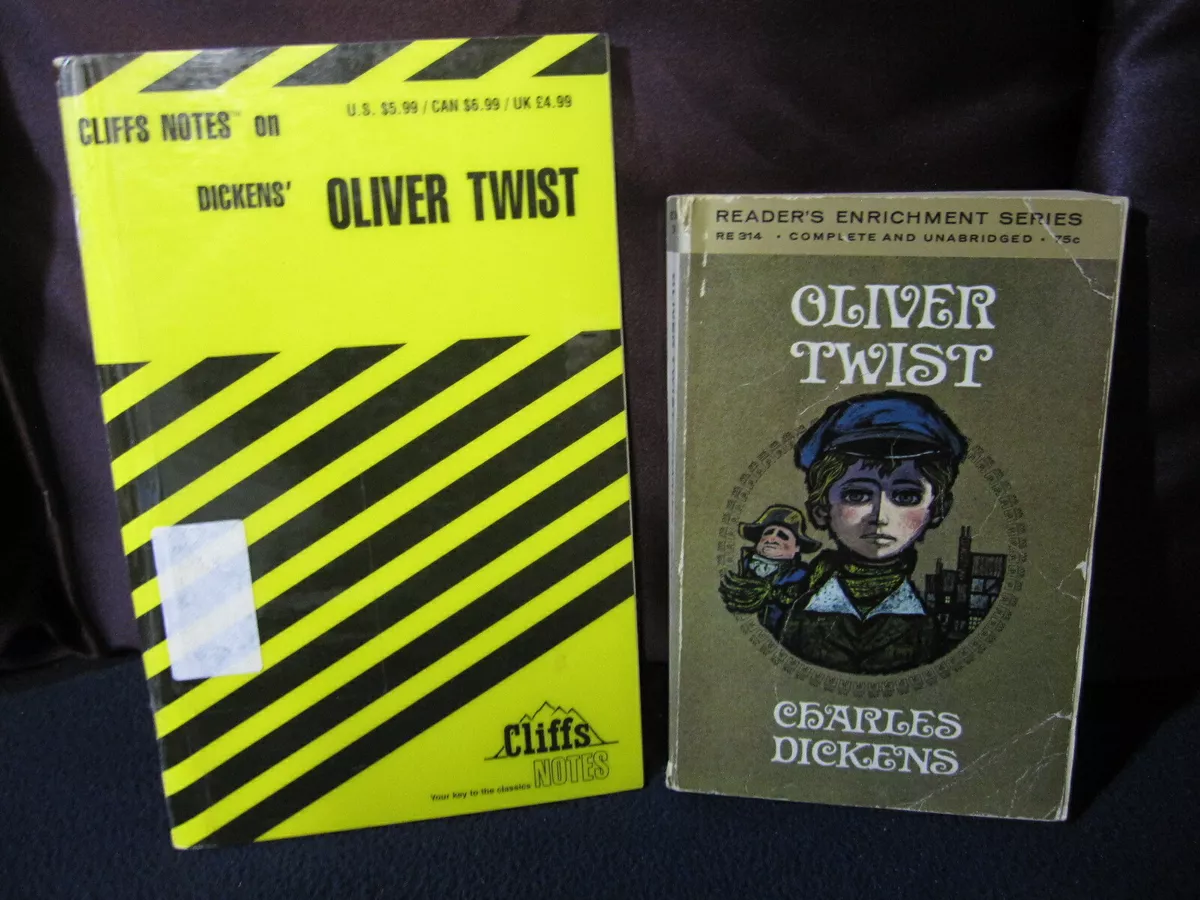 CLIFFS NOTES™ on
U.S. $5.99 / CAN $6.99 / UK £4.99
DICKENS' OLIVER TWIST
Cliffs
NOTES
Your key to the classics
READER'S ENRICHMENT SERIES
RE 314 • COMPLETE AND UNABRIDGED • 75c
OLIVER
TWIST
CHARLES
DICKENS